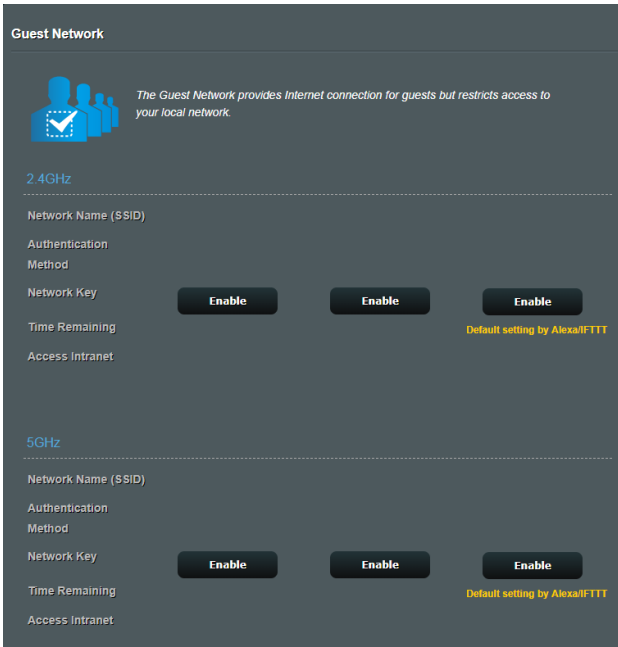 Guest Network
The Guest Network provides Internet connection for guests but restricts access to
your local network.
2.4GHz
Network Name (SSID)
Authentication
Method
Network Key
Enable
Enable
Enable
Time Remaining
Default setting by Alexa/IFTTT
Access Intranet
5GHz
Network Name (SSID)
Authentication
Method
Network Key
Enable
Enable
Enable
Time Remaining
Default setting by Alexa/IFTTT
Access Intranet